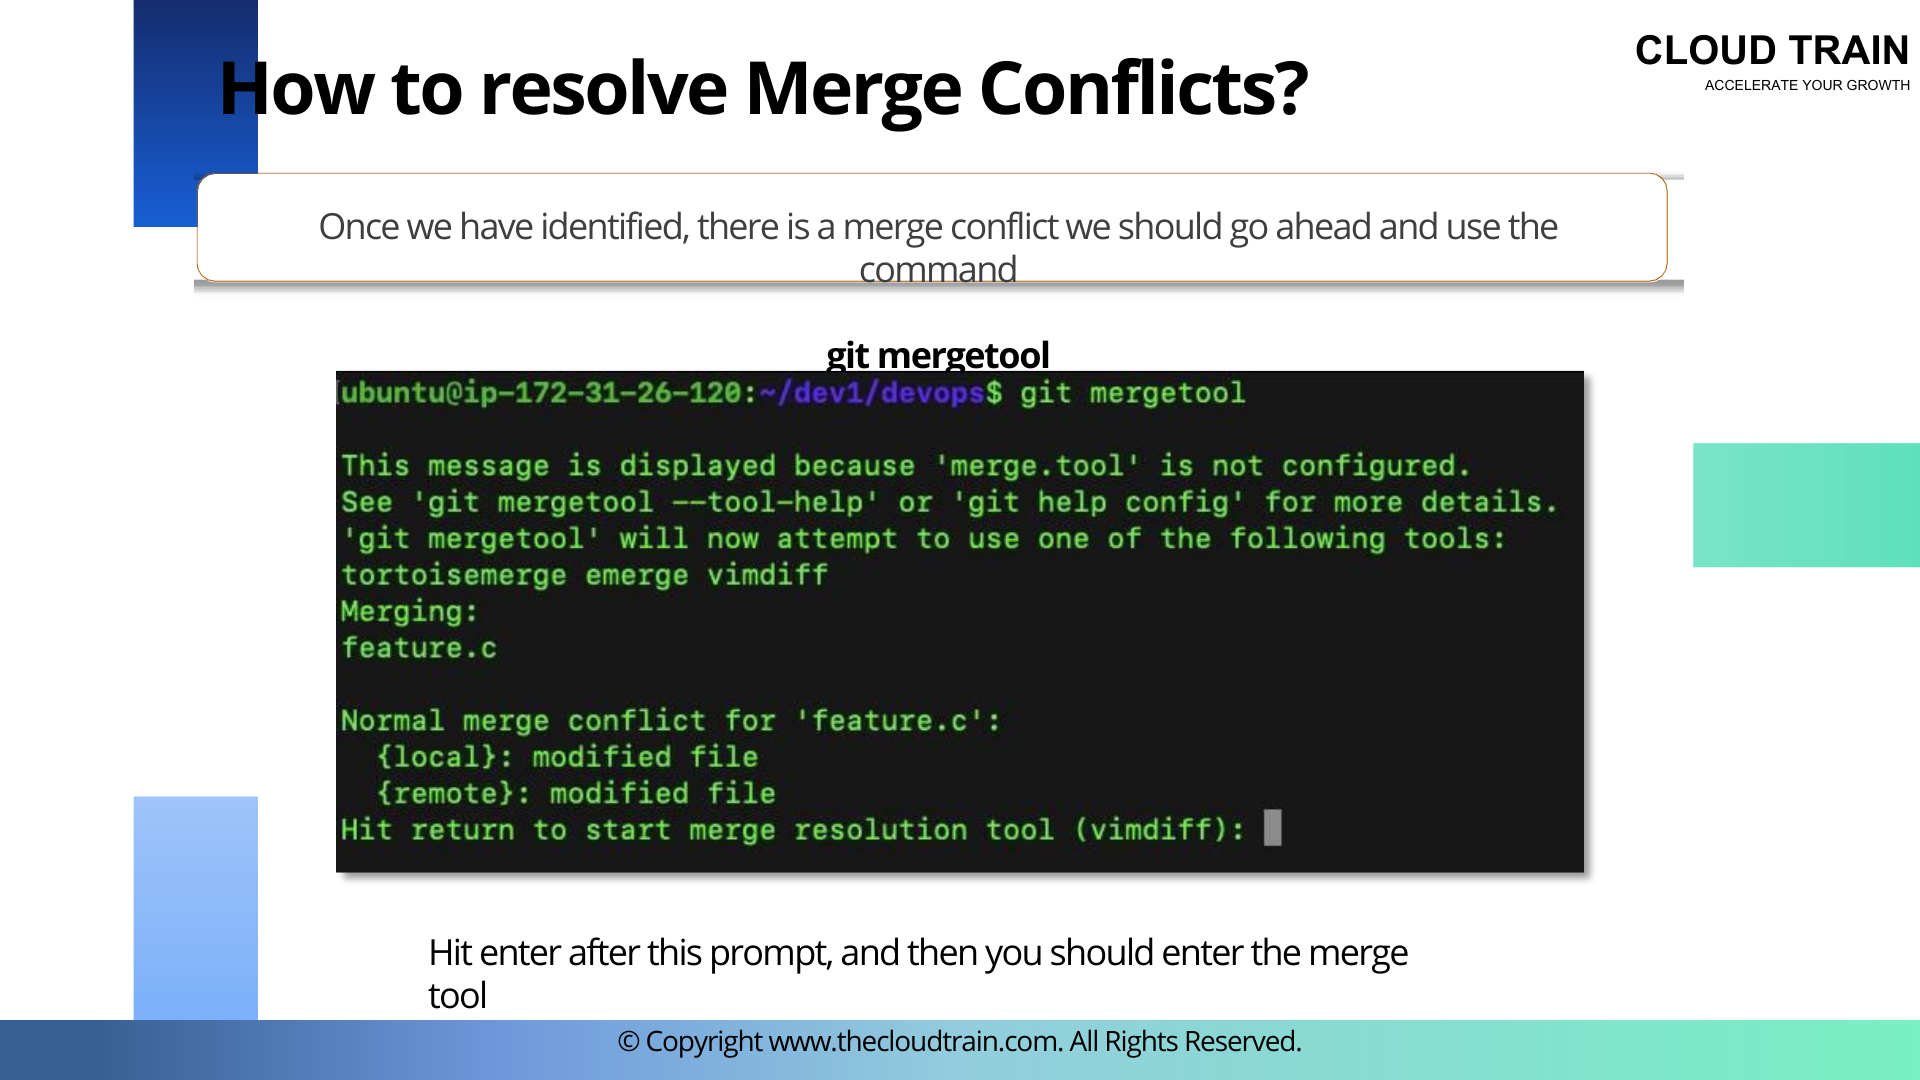 How to resolve Merge Conflicts?
CLOUD TRAIN
ACCELERATE YOUR GROWTH
Once we have identified, there is a merge conflict we should go ahead and use the
command
git mergetool
ubuntu@ip-172-31-26-120:~/dev1/devops$ git mergetool
This message is displayed because 'merge.tool' is not configured.
See 'git mergetool --tool-help' or 'git help config' for more details.
'git mergetool' will now attempt to use one of the following tools:
tortoisemerge emerge vimdiff
Merging:
feature.c
Normal merge conflict for 'feature.c':
  {local}: modified file
  {remote}: modified file
Hit return to start merge resolution tool (vimdiff):
Hit enter after this prompt, and then you should enter the merge
tool
© Copyright www.thecloudtrain.com. All Rights Reserved.